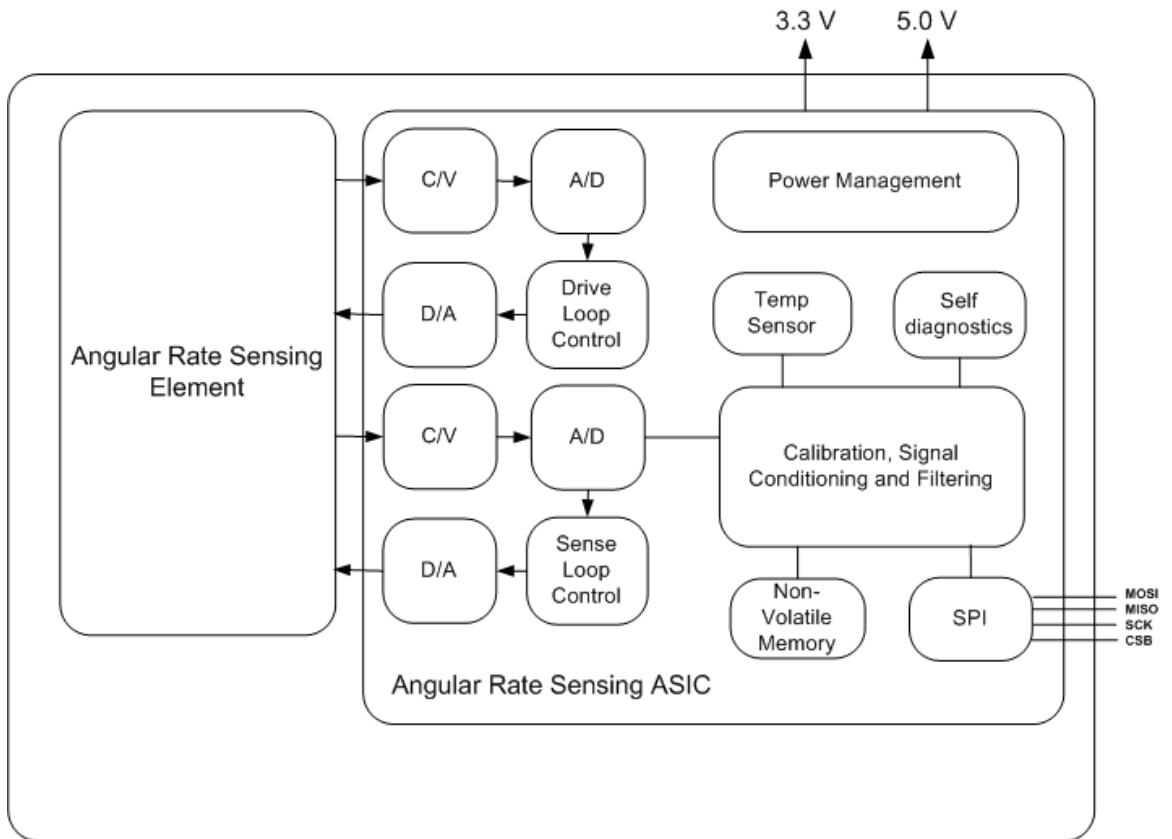 3.3 V
5.0 V
C/V
A/D
Power Management
D/A
Drive
Loop
Control
Temp
Sensor
Self
diagnostics
Angular Rate Sensing
Element
C/V
A/D
Calibration, Signal
Conditioning and Filtering
D/A
Sense
Loop
Control
Non-
Volatile
Memory
SPI
MOSI
MISO
SCK
CSB
Angular Rate Sensing ASIC